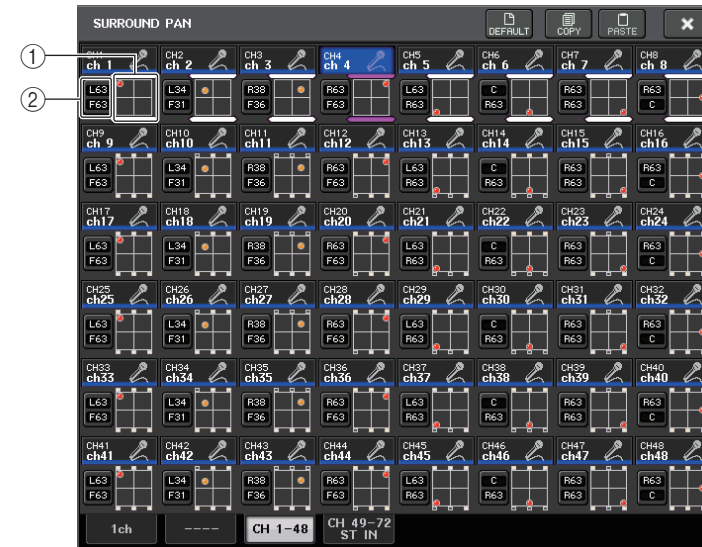 SURROUND PAN DEFAULT COPY PASTE
1
CH1 CH2 CH3 CH4 CH5 CH6 CH7 CH8
ch 1 ch 2 ch 3 ch 4 ch 5 ch 6 ch 7 ch 8
2
L63 L34 R38 R63 L63 C R63 R63
F63 F31 F36 F63 R63 R63 R63 C
CH9 CH10 CH11 CH12 CH13 CH14 CH15 CH16
ch 9 ch10 ch11 ch12 ch13 ch14 ch15 ch16
L63 L34 R38 R63 L63 C R63 R63
F63 F31 F36 F63 R63 R63 R63 C
CH17 CH18 CH19 CH20 CH21 CH22 CH23 CH24
ch17 ch18 ch19 ch20 ch21 ch22 ch23 ch24
L63 L34 R38 R63 L63 C R63 R63
F63 F31 F36 F63 R63 R63 R63 C
CH25 CH26 CH27 CH28 CH29 CH30 CH31 CH32
ch25 ch26 ch27 ch28 ch29 ch30 ch31 ch32
L63 L34 R38 R63 L63 C R63 R63
F63 F31 F36 F63 R63 R63 R63 C
CH33 CH34 CH35 CH36 CH37 CH38 CH39 CH40
ch33 ch34 ch35 ch36 ch37 ch38 ch39 ch40
L63 L34 R38 R63 L63 C R63 R63
F63 F31 F36 F63 R63 R63 R63 C
CH41 CH42 CH43 CH44 CH45 CH46 CH47 CH48
ch41 ch42 ch43 ch44 ch45 ch46 ch47 ch48
L63 L34 R38 R63 L63 C R63 R63
F63 F31 F36 F63 R63 R63 R63 C
1ch ---- CH 1-48 CH 49-72
ST IN